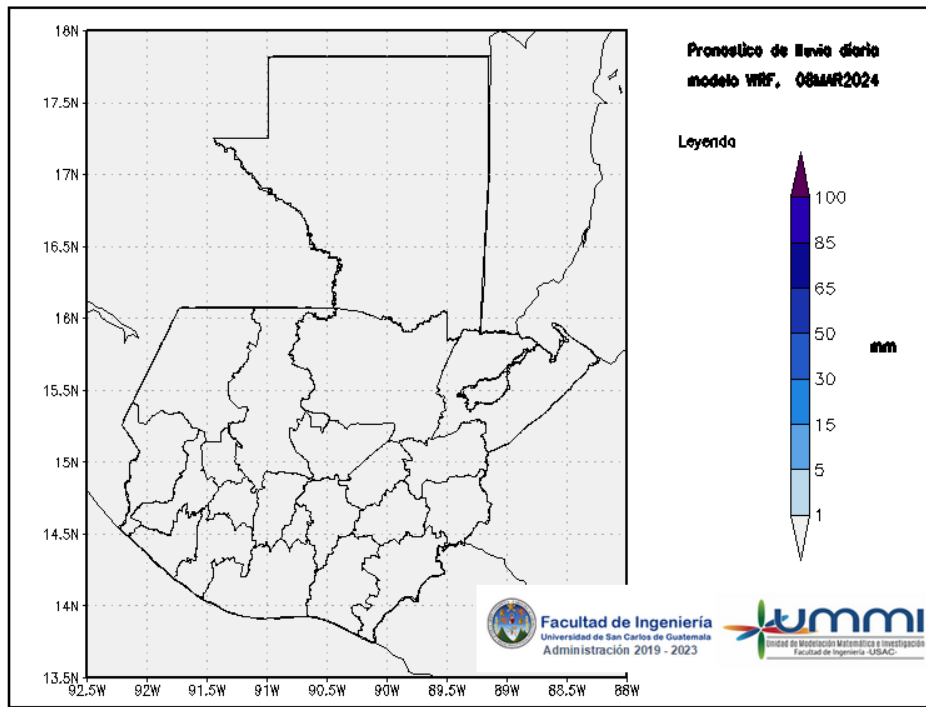 Pronostico de lluvia diaria
modelo WRF, 08MAR2024
Leyenda
100
85
65
50
30
15
5
1
mm
18N
17.5N
17N
16.5N
16N
15.5N
15N
14.5N
14N
13.5N
92.5W
92W
91.5W
91W
90.5W
90W
89.5W
89W
88.5W
88W
Facultad de Ingeniería
Universidad de San Carlos de Guatemala
Administración 2019 - 2023
UMMI
Unidad de Modelación Matemática e Investigación
Facultad de Ingeniería -USAC-